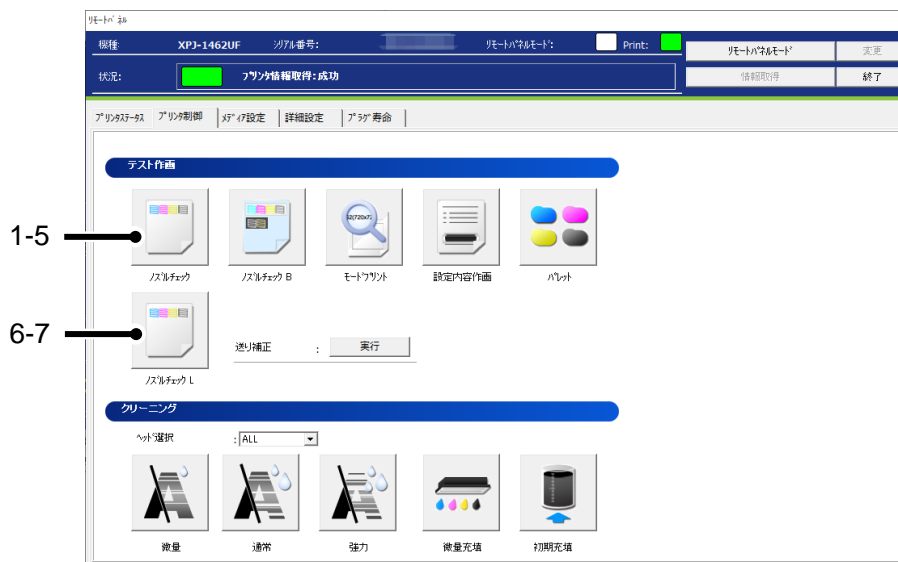 リモートパネル
機種: XPJ-1462UF シリアル番号: リモートパネルモード: Print:
リモートパネルモード 変更
状況: プリンタ情報取得:成功
情報取得 終了
プリンタステータス プリンタ制御 メディア設定 詳細設定 プラグ寿命
テスト作画
1-5
ノズルチェック ノズルチェック B モードプリント 設定内容作画 パレット
6-7
送り補正 : 実行
ノズルチェック L
クリーニング
ヘッド選択 : ALL
微量 通常 強力 微量充填 初期充填